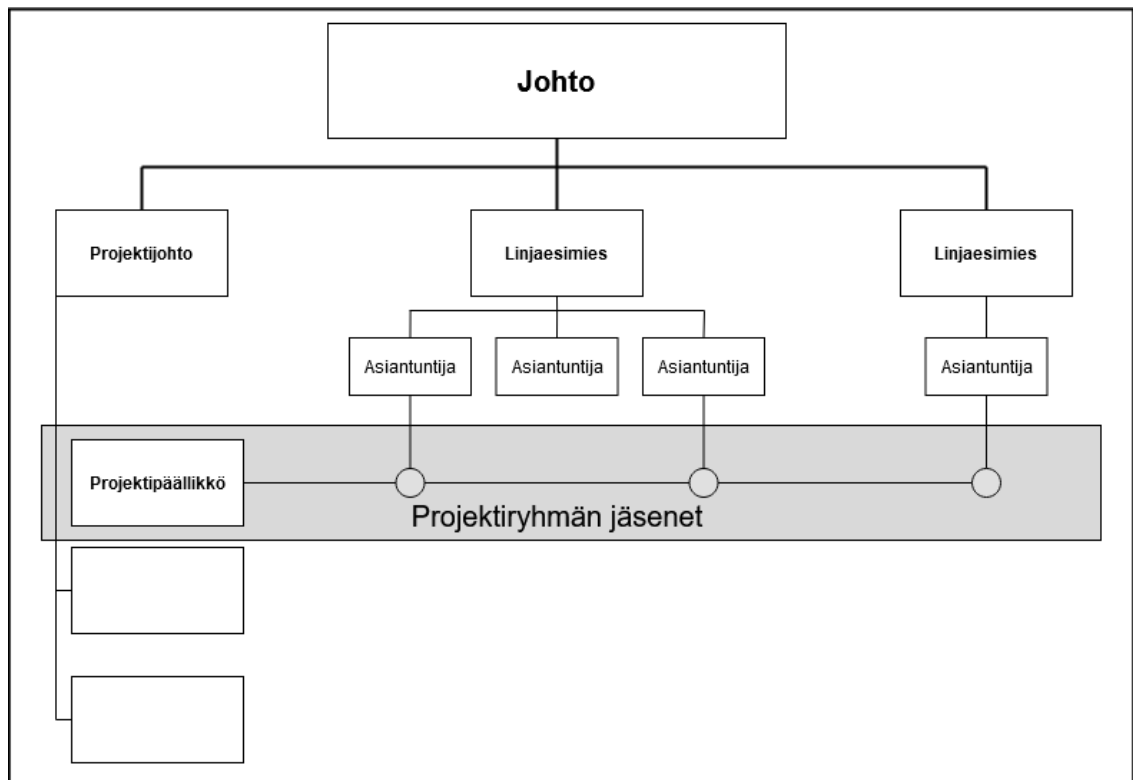 Johto
Projektijohto
Linjaesimies
Linjaesimies
Asiantuntija
Asiantuntija
Asiantuntija
Asiantuntija
Projektipäällikkö
Projektiryhmän jäsenet